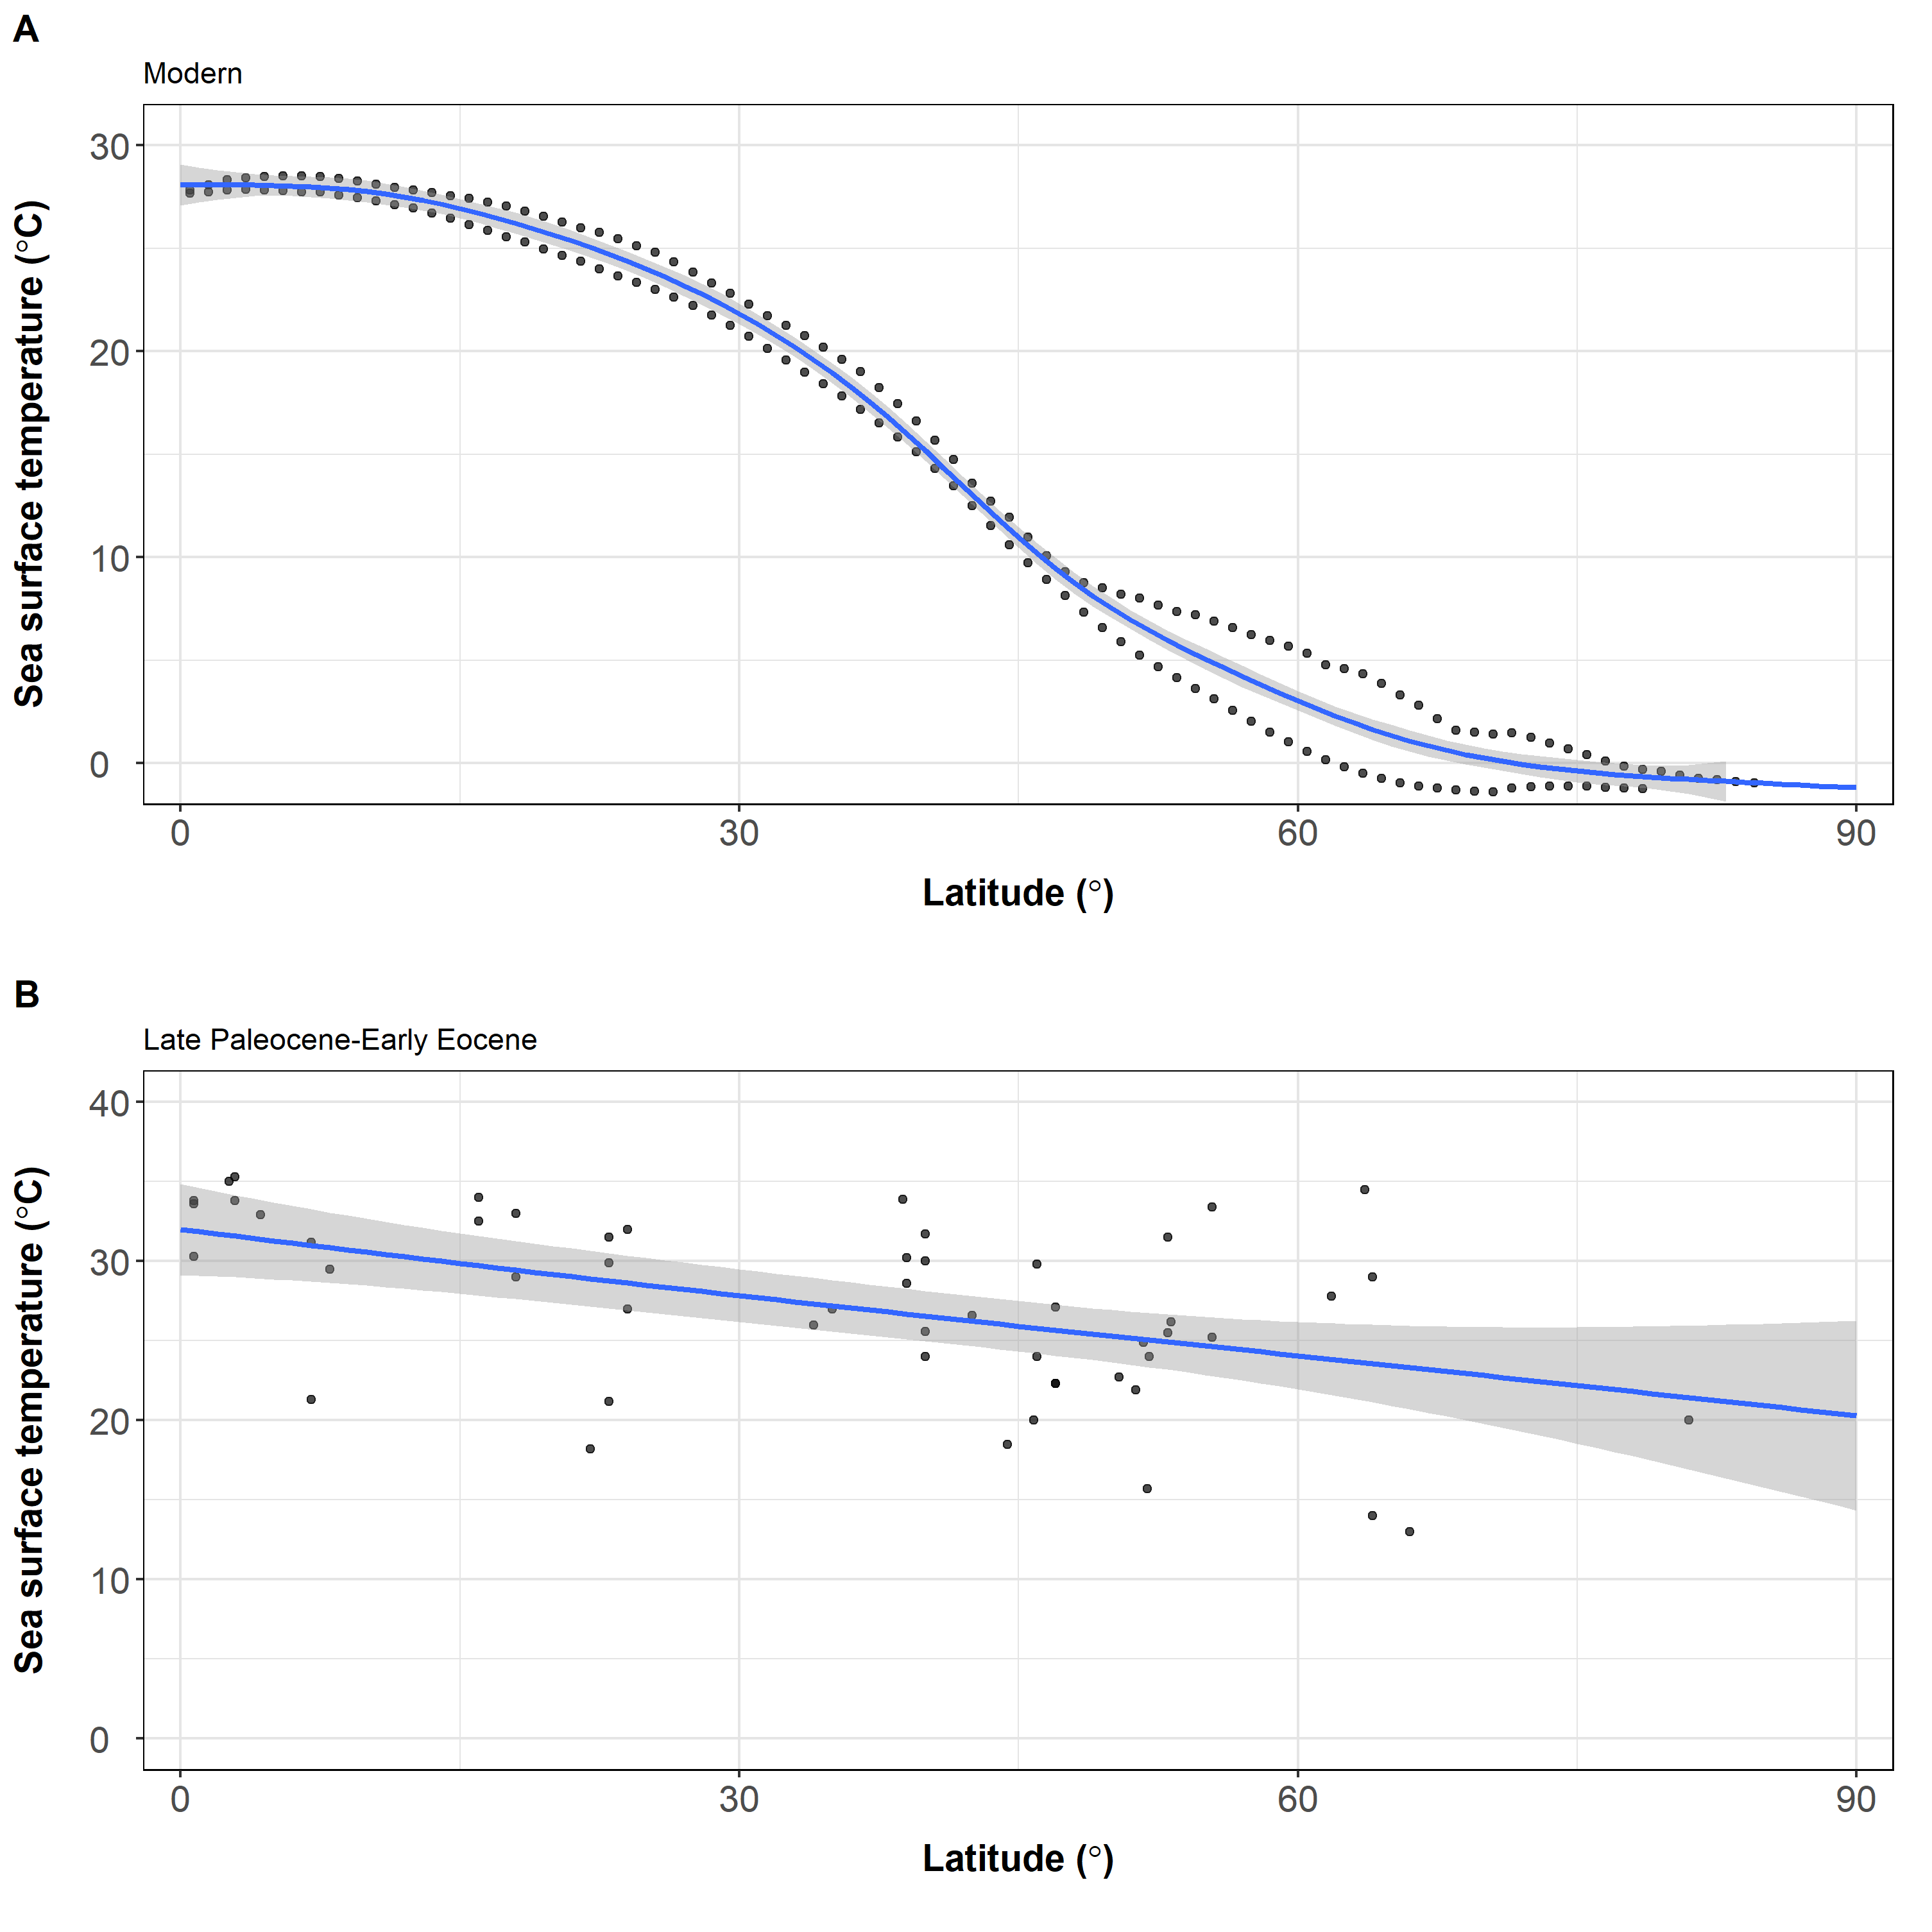 A
Modern
Sea surface temperature (°C)
30
20
10
0
0 30 60 90
Latitude (°)
B
Late Paleocene-Early Eocene
Sea surface temperature (°C)
40
30
20
10
0
0 30 60 90
Latitude (°)